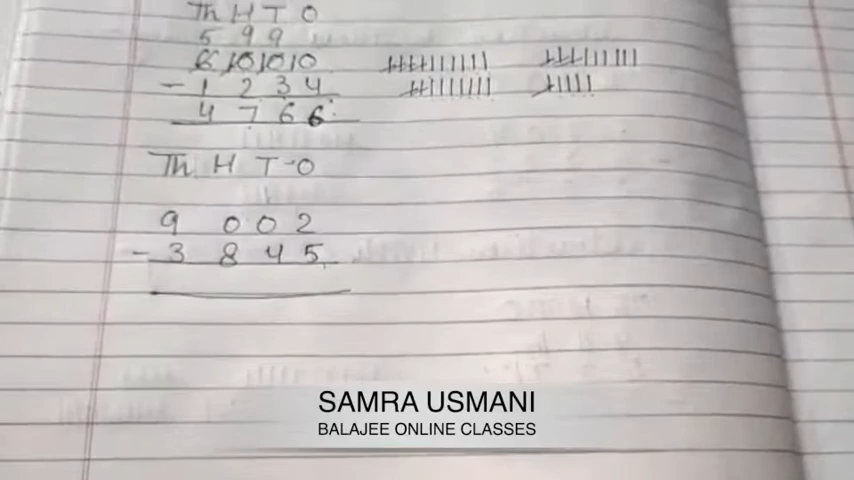 Th H T O
5 9 9
6 10 10 10
- 1 2 3 4
4 7 6 6
Th H T O
9 0 0 2
- 3 8 4 5
SAMRA USMANI
BALAJEE ONLINE CLASSES